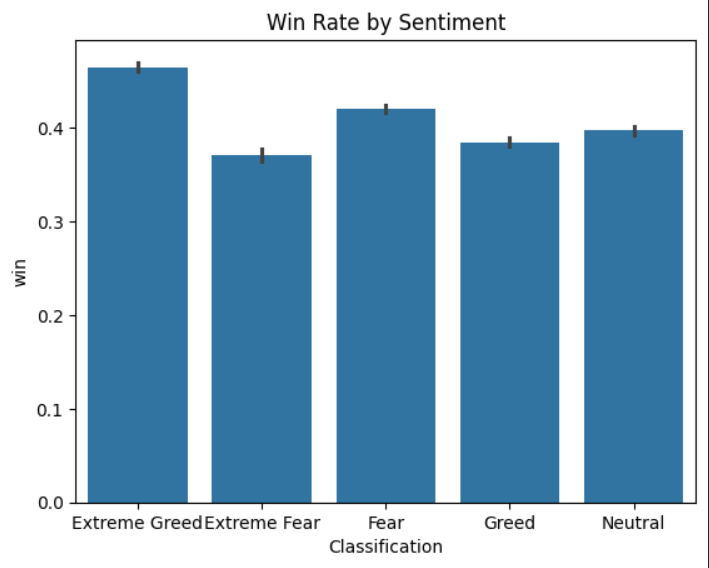 Win Rate by Sentiment
win
0.4
0.3
0.2
0.1
0.0
Extreme Greed Extreme Fear Fear Greed Neutral
Classification